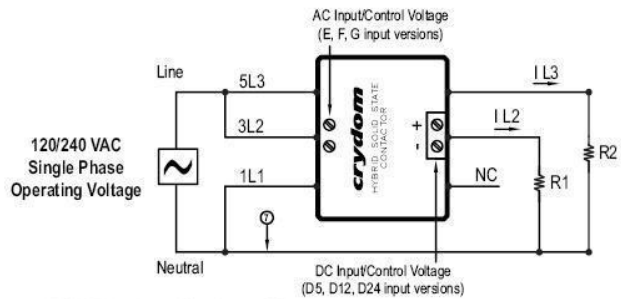 AC Input/Control Voltage
(E, F, G input versions)
Line
5L3
3L2
1L1
120/240 VAC
Single Phase
Operating Voltage
crydom
HYBRID SOLID STATE
CONTACTOR
+
-
I L3
I L2
NC
R1
R2
7
Neutral
DC Input/Control Voltage
(D5, D12, D24 input versions)